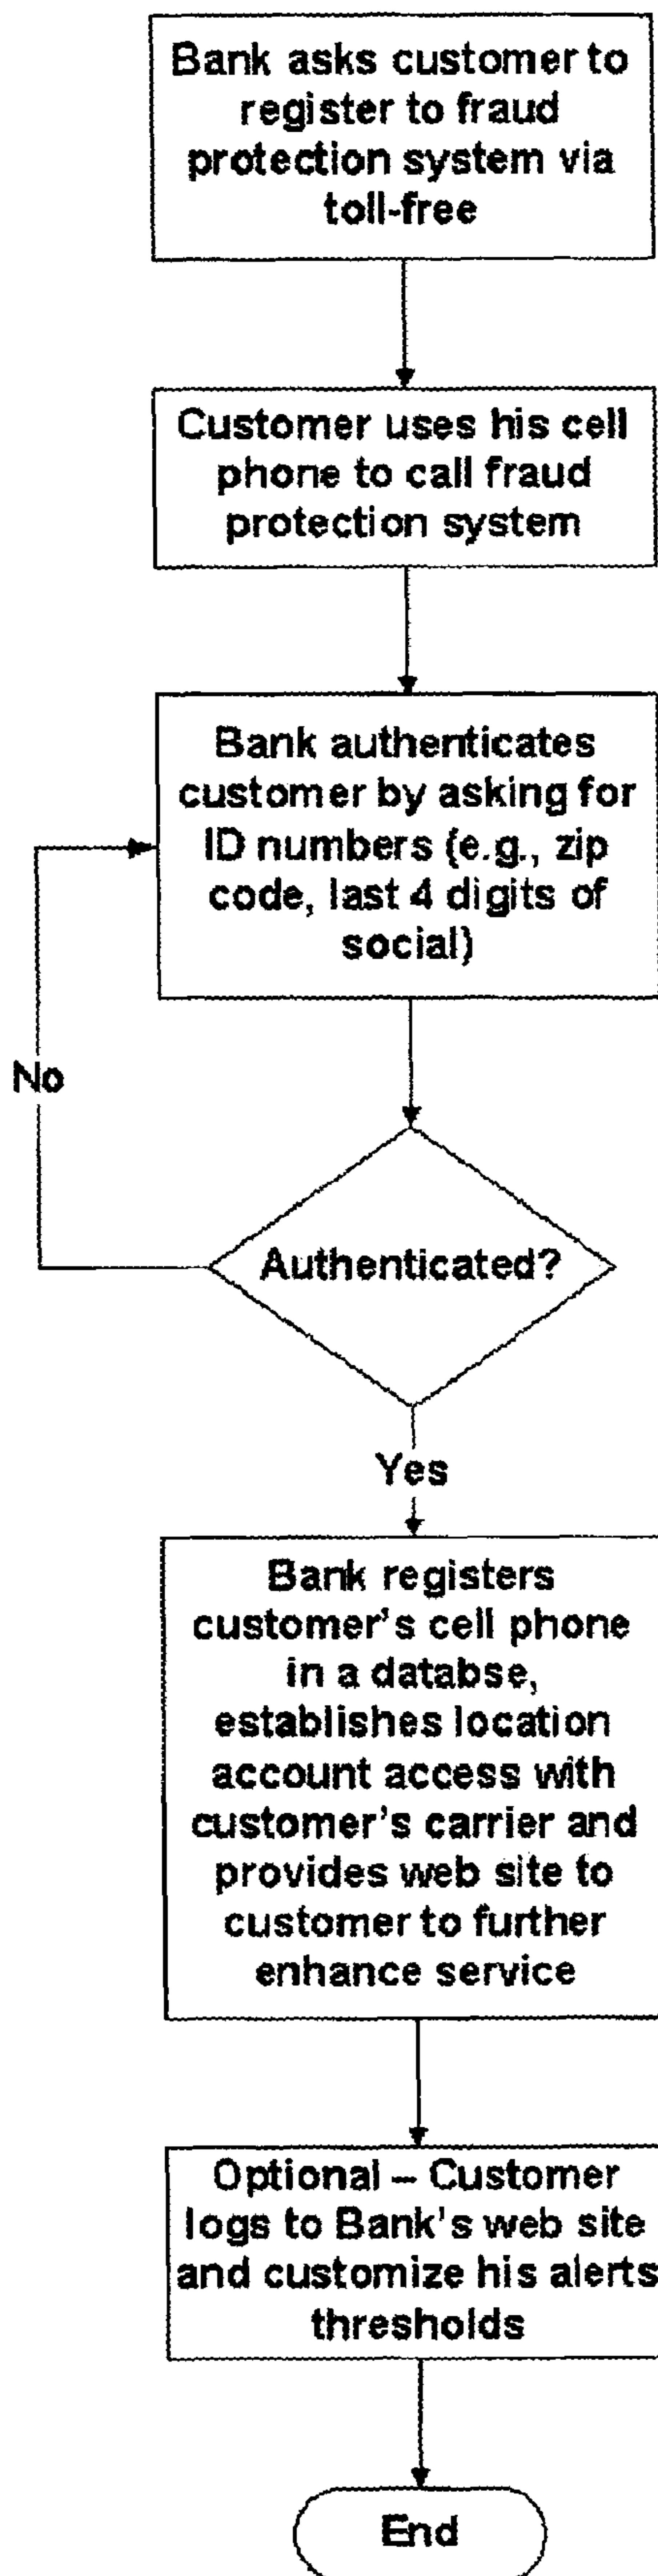 Bank asks customer to
register to fraud
protection system via
toll-free
Customer uses his cell
phone to call fraud
protection system
Bank authenticates
customer by asking for
ID numbers (e.g., zip
code, last 4 digits of
social)
No
Authenticated?
Yes
Bank registers
customer's cell phone
in a databse,
establishes location
account access with
customer's carrier and
provides web site to
customer to further
enhance service
Optional – Customer
logs to Bank's web site
and customize his alerts
thresholds
End